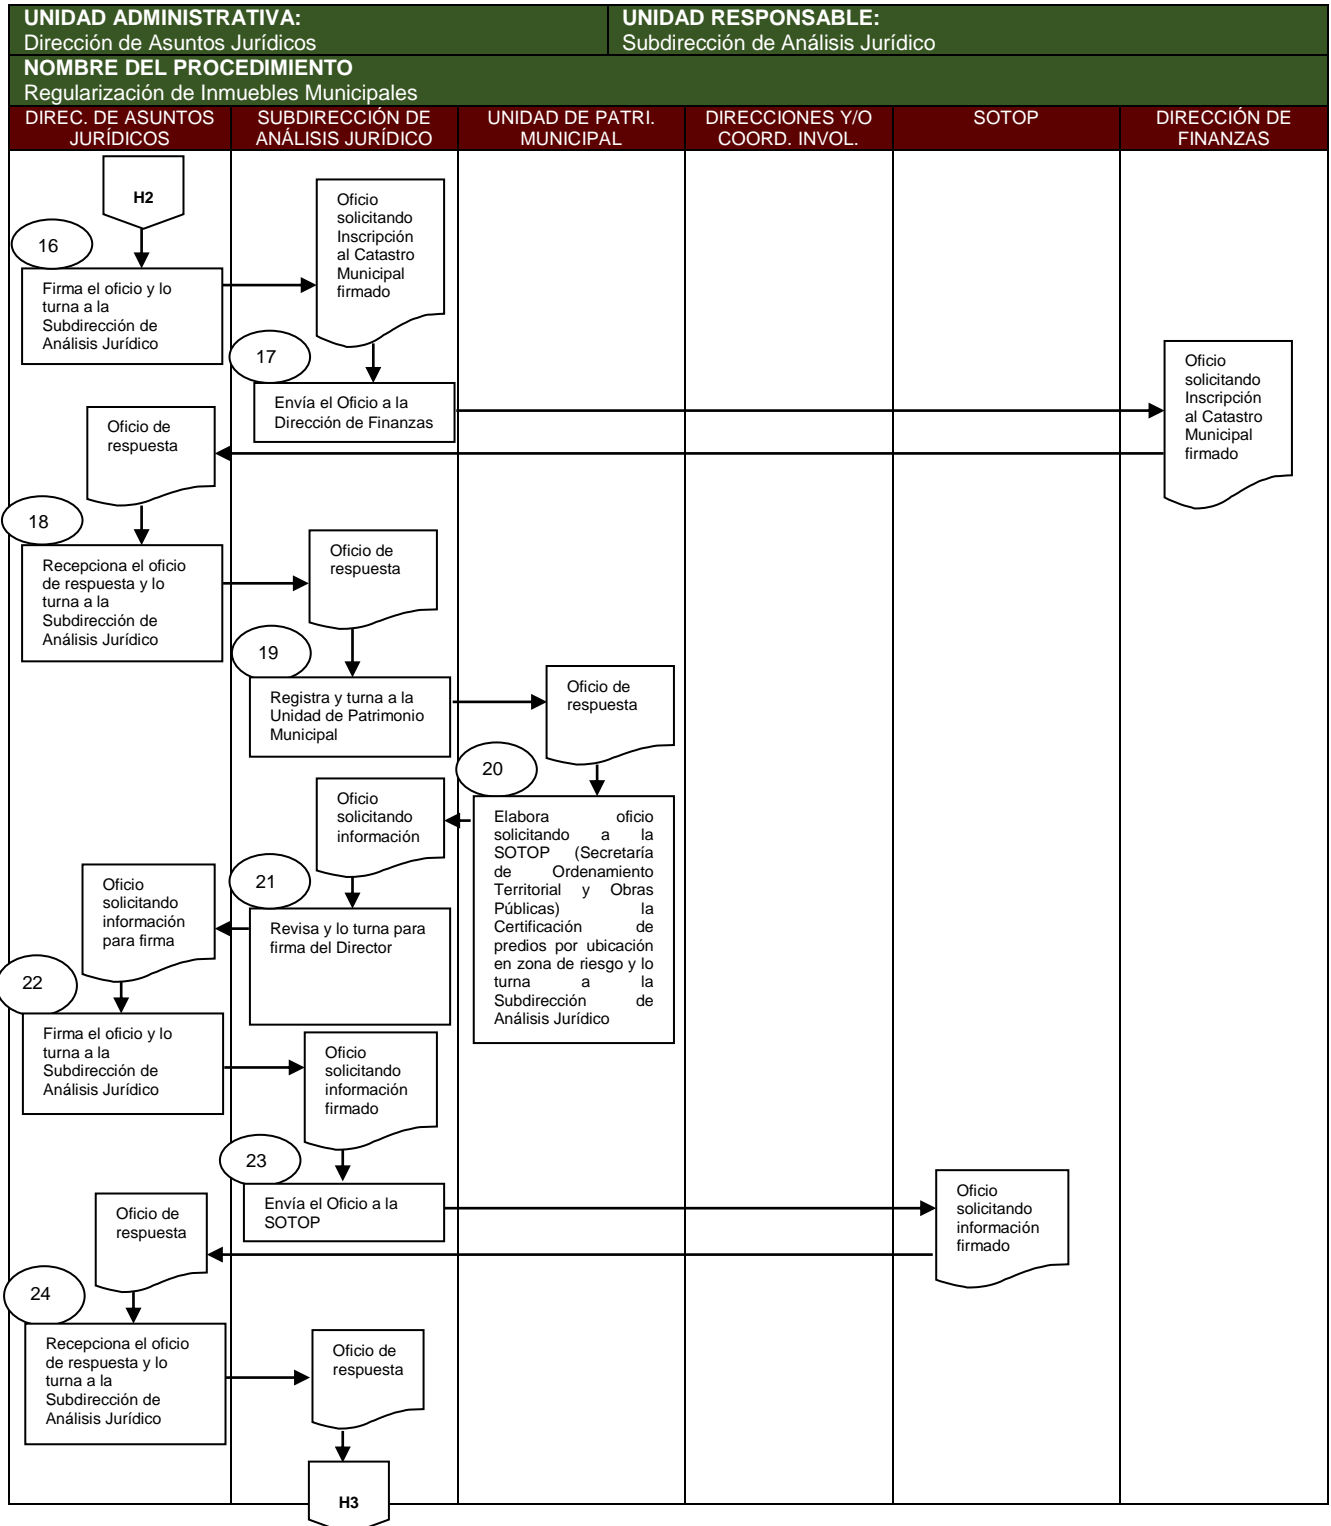 UNIDAD ADMINISTRATIVA:
Dirección de Asuntos Jurídicos
UNIDAD RESPONSABLE:
Subdirección de Análisis Jurídico
NOMBRE DEL PROCEDIMIENTO
Regularización de Inmuebles Municipales
DIREC. DE ASUNTOS
JURÍDICOS
SUBDIRECCIÓN DE
ANÁLISIS JURÍDICO
UNIDAD DE PATRI.
MUNICIPAL
DIRECCIONES Y/O
COORD. INVOL.
SOTOP
DIRECCIÓN DE
FINANZAS
H2
16
Firma el oficio y lo
turna a la
Subdirección de
Análisis Jurídico
Oficio
solicitando
Inscripción
al Catastro
Municipal
firmado
17
Envía el Oficio a la
Dirección de Finanzas
Oficio
solicitando
Inscripción
al Catastro
Municipal
firmado
Oficio de
respuesta
18
Recepciona el oficio
de respuesta y lo
turna a la
Subdirección de
Análisis Jurídico
Oficio de
respuesta
19
Registra y turna a la
Unidad de Patrimonio
Municipal
Oficio de
respuesta
20
Elabora oficio
solicitando a la
SOTOP (Secretaría
de Ordenamiento
Territorial y Obras
Públicas) la
Certificación de
predios por ubicación
en zona de riesgo y lo
turna a la
Subdirección de
Análisis Jurídico
Oficio
solicitando
información
21
Revisa y lo turna para
firma del Director
Oficio
solicitando
información
para firma
22
Firma el oficio y lo
turna a la
Subdirección de
Análisis Jurídico
Oficio
solicitando
información
firmado
23
Envía el Oficio a la
SOTOP
Oficio
solicitando
información
firmado
Oficio de
respuesta
24
Recepciona el oficio
de respuesta y lo
turna a la
Subdirección de
Análisis Jurídico
Oficio de
respuesta
H3